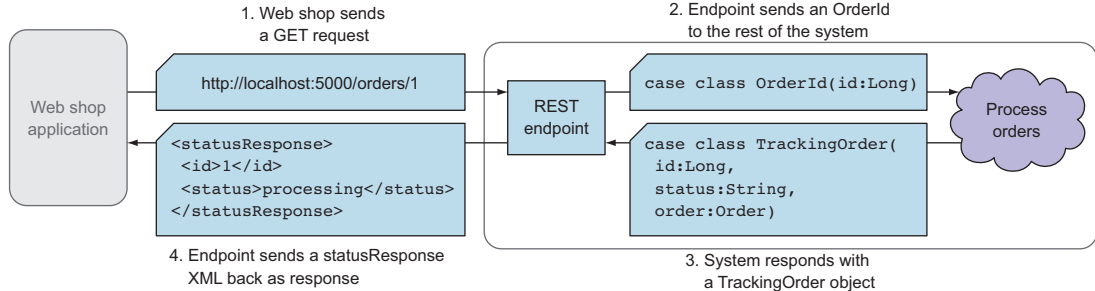 1. Web shop sends
a GET request
2. Endpoint sends an OrderId
to the rest of the system
Web shop
application
http://localhost:5000/orders/1
REST
endpoint
case class OrderId(id:Long)
Process
orders
<statusResponse>
<id>1</id>
<status>processing</status>
</statusResponse>
case class TrackingOrder(
id:Long,
status:String,
order:Order)
4. Endpoint sends a statusResponse
XML back as response
3. System responds with
a TrackingOrder object